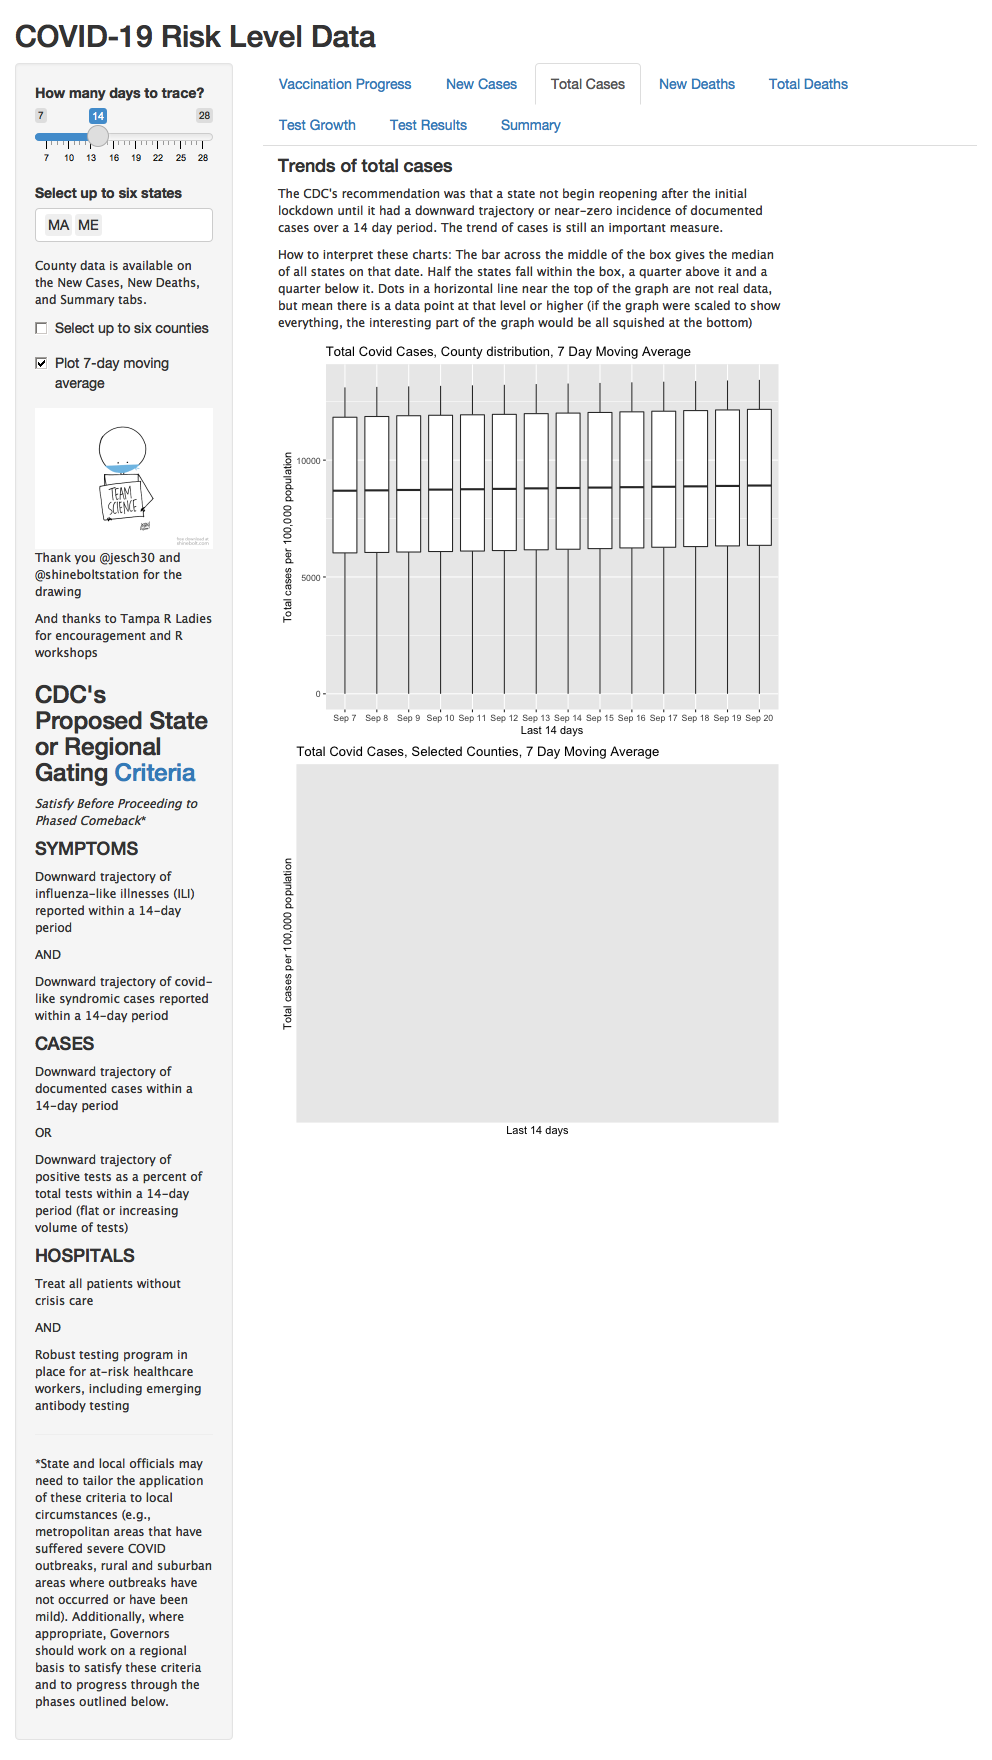 COVID-19 Risk Level Data
How many days to trace?
7 14 28
7 10 13 16 19 22 25 28
Select up to six states
MA ME
County data is available on
the New Cases, New Deaths,
and Summary tabs.
Select up to six counties
Plot 7-day moving
average
TEAM
SCIENCE
Thank you @jesch30 and
@shineboltstation for the
drawing
And thanks to Tampa R Ladies
for encouragement and R
workshops
CDC's
Proposed State
or Regional
Gating Criteria
Satisfy Before Proceeding to
Phased Comeback*
SYMPTOMS
Downward trajectory of
influenza-like illnesses (ILI)
reported within a 14-day
period
AND
Downward trajectory of covid-
like syndromic cases reported
within a 14-day period
CASES
Downward trajectory of
documented cases within a
14-day period
OR
Downward trajectory of
positive tests as a percent of
total tests within a 14-day
period (flat or increasing
volume of tests)
HOSPITALS
Treat all patients without
crisis care
AND
Robust testing program in
place for at-risk healthcare
workers, including emerging
antibody testing
*State and local officials may
need to tailor the application
of these criteria to local
circumstances (e.g.,
metropolitan areas that have
suffered severe COVID
outbreaks, rural and suburban
areas where outbreaks have
not occurred or have been
mild). Additionally, where
appropriate, Governors
should work on a regional
basis to satisfy these criteria
and to progress through the
phases outlined below.
Vaccination Progress New Cases Total Cases New Deaths Total Deaths
Test Growth Test Results Summary
Trends of total cases
The CDC's recommendation was that a state not begin reopening after the initial
lockdown until it had a downward trajectory or near-zero incidence of documented
cases over a 14 day period. The trend of cases is still an important measure.
How to interpret these charts: The bar across the middle of the box gives the median
of all states on that date. Half the states fall within the box, a quarter above it and a
quarter below it. Dots in a horizontal line near the top of the graph are not real data,
but mean there is a data point at that level or higher (if the graph were scaled to show
everything, the interesting part of the graph would be all squished at the bottom)
Total Covid Cases, County distribution, 7 Day Moving Average
Total cases per 100,000 population
10000
5000
0
Sep 7 Sep 8 Sep 9 Sep 10 Sep 11 Sep 12 Sep 13 Sep 14 Sep 15 Sep 16 Sep 17 Sep 18 Sep 19 Sep 20
Last 14 days
Total Covid Cases, Selected Counties, 7 Day Moving Average
Total cases per 100,000 population
Last 14 days